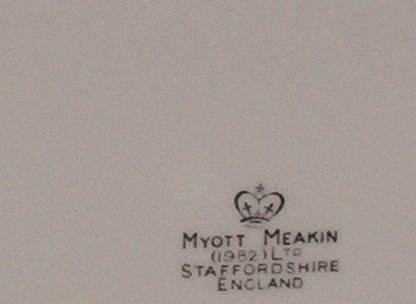 MYOTT MEAKIN
(1982) LTD
STAFFORDSHIRE
ENGLAND